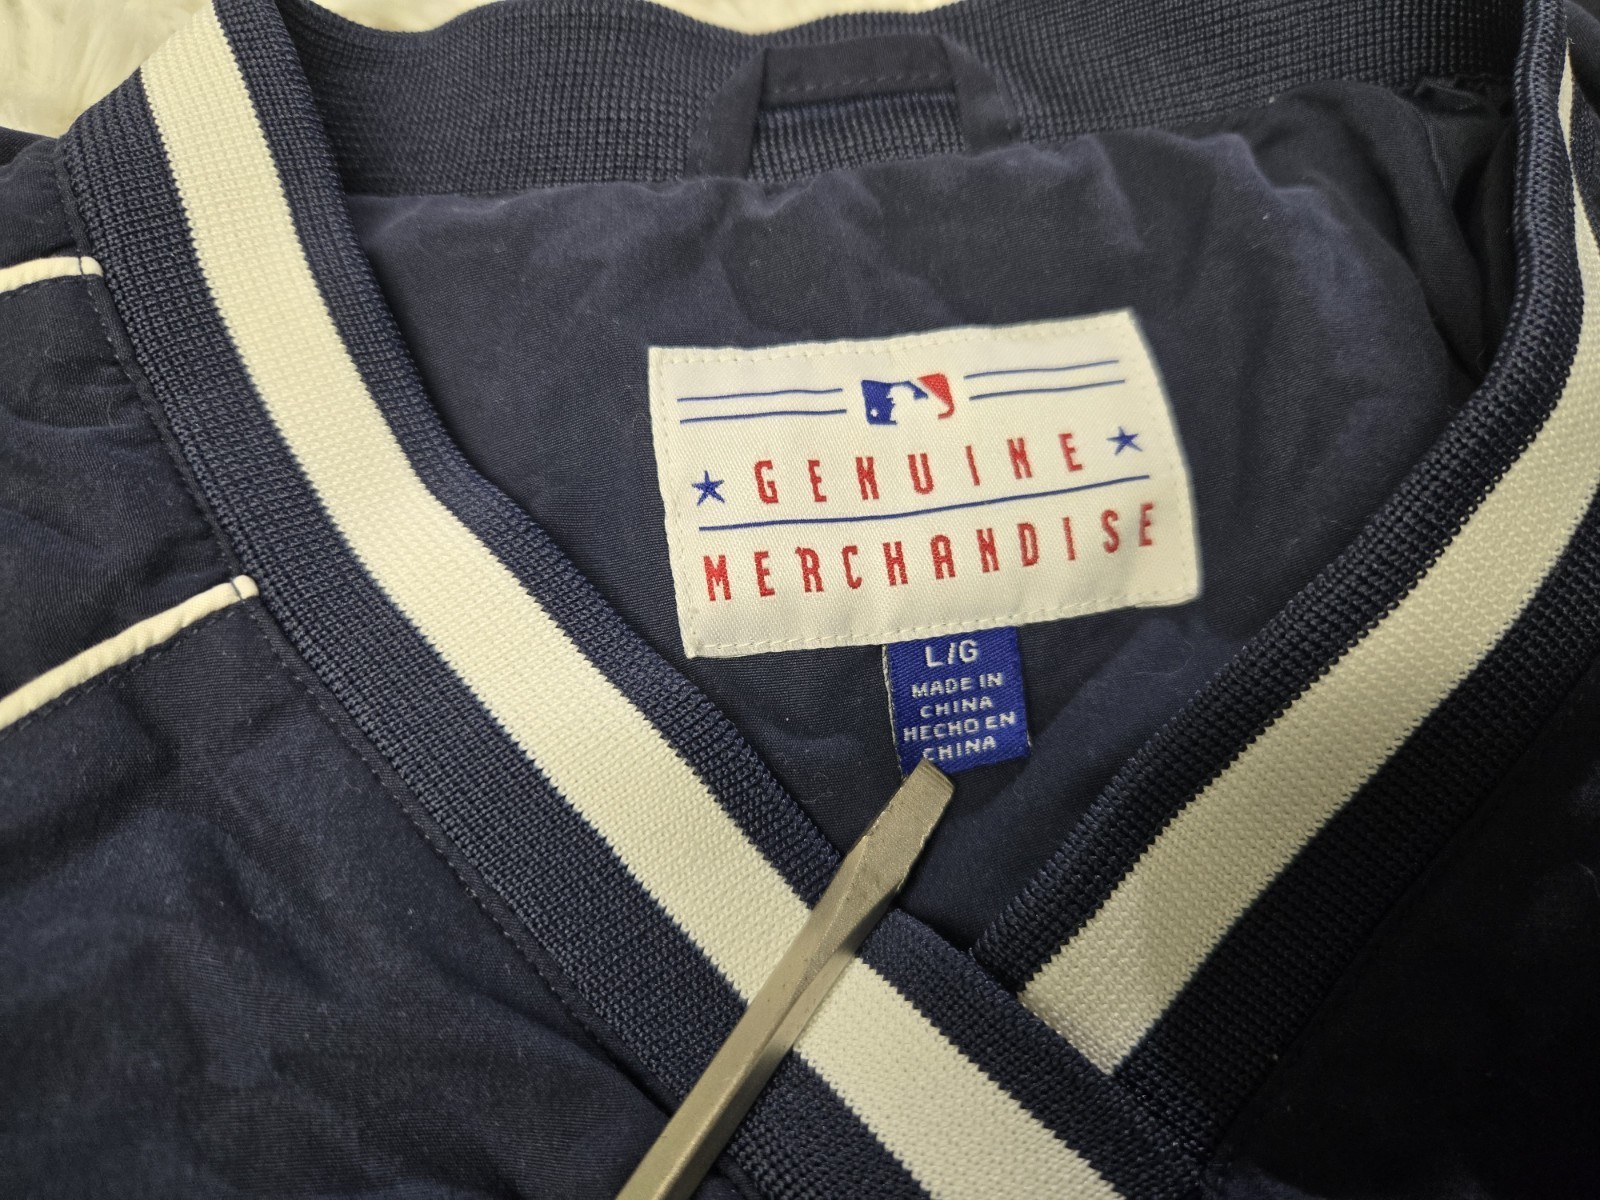 GENUINE
MERCHANDISE
L/G
MADE IN
CHINA
HECHO EN
CHINA